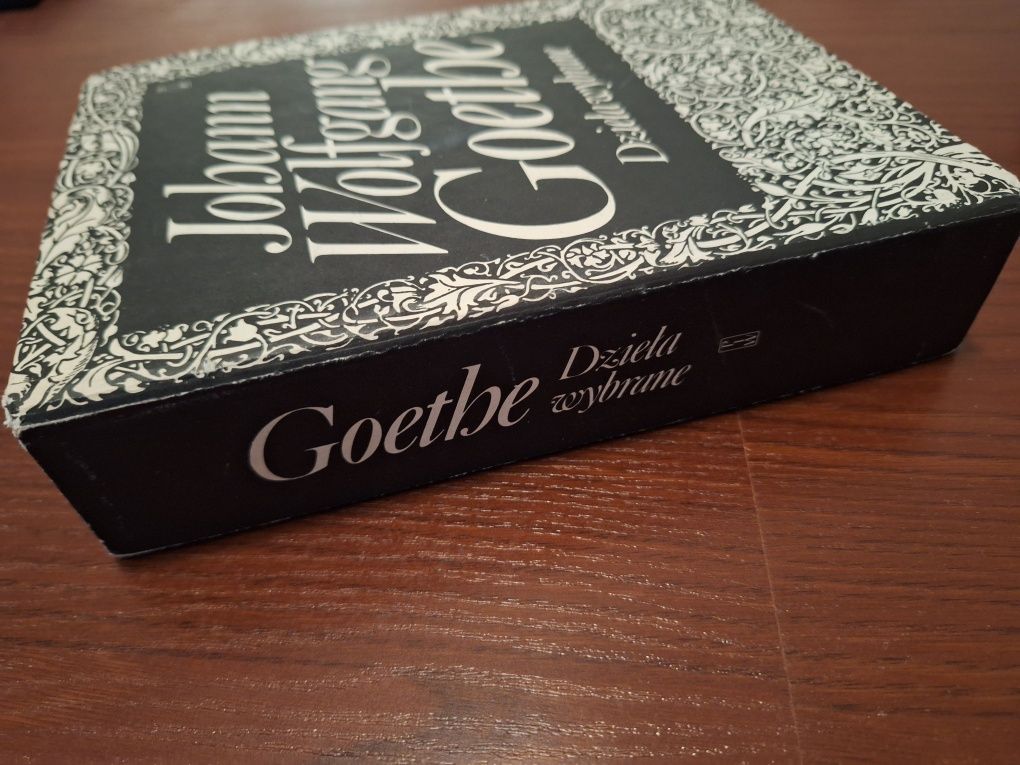 Johann
Wolfgang
Goethe
Dzieła wybrane
Goethe
Dzieła
wybrane